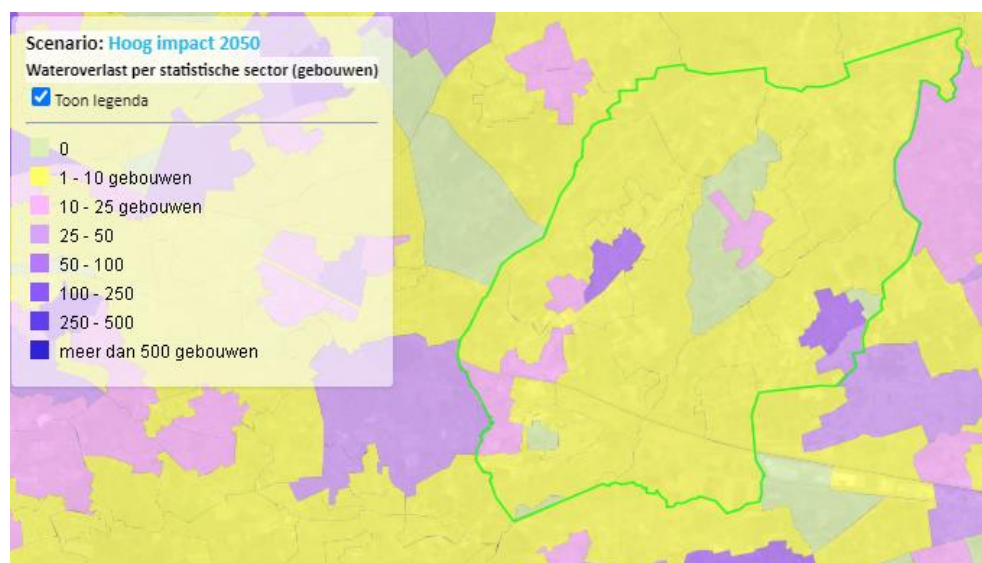 Scenario: Hoog impact 2050
Wateroverlast per statistische sector (gebouwen)
Toon legenda
0
1 - 10 gebouwen
10 - 25 gebouwen
25 - 50
50 - 100
100 - 250
250 - 500
meer dan 500 gebouwen